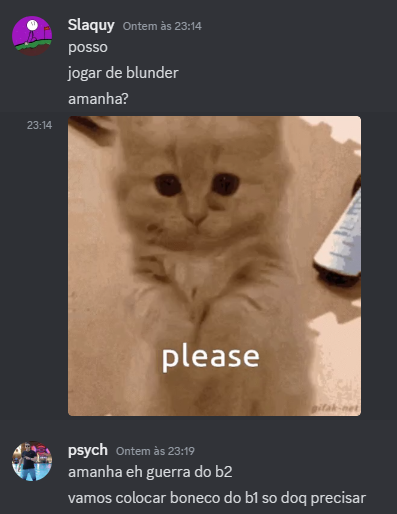 Slaquy Ontem às 23:14
posso
jogar de blunder
amanha?
23:14
please
gifak-net
psych Ontem às 23:19
amanha eh guerra do b2
vamos colocar boneco do b1 so doq precisar